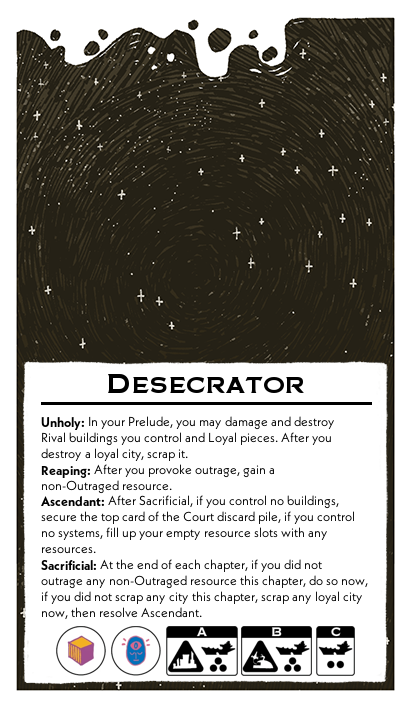 DESECRATOR
Unholy: In your Prelude, you may damage and destroy
Rival buildings you control and Loyal pieces. After you
destroy a loyal city, scrap it.
Reaping: After you provoke outrage, gain a
non-Outraged resource.
Ascendant: After Sacrificial, if you control no buildings,
secure the top card of the Court discard pile, if you control
no systems, fill up your empty resource slots with any
resources.
Sacrificial: At the end of each chapter, if you did not
outrage any non-Outraged resource this chapter, do so now,
if you did not scrap any city this chapter, scrap any loyal city
now, then resolve Ascendant.
A B C